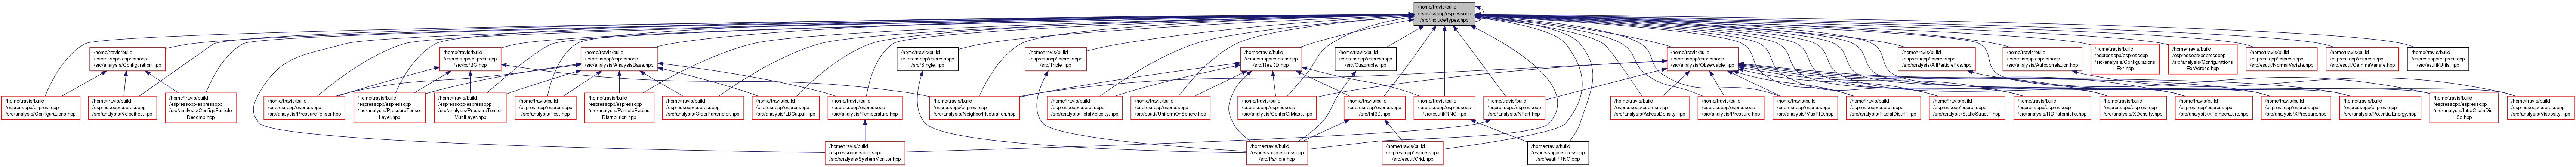 /home/travis/build
/espressopp/espressopp
/src/include/types.hpp
/home/travis/build
/espressopp/espressopp
/src/analysis/Configuration.hpp
/home/travis/build
/espressopp/espressopp
/src/bc/BC.hpp
/home/travis/build
/espressopp/espressopp
/src/analysis/AnalysisBase.hpp
/home/travis/build
/espressopp/espressopp
/src/Single.hpp
/home/travis/build
/espressopp/espressopp
/src/Triple.hpp
/home/travis/build
/espressopp/espressopp
/src/Real3D.hpp
/home/travis/build
/espressopp/espressopp
/src/Quadruple.hpp
/home/travis/build
/espressopp/espressopp
/src/analysis/Observable.hpp
/home/travis/build
/espressopp/espressopp
/src/analysis/AllParticlePos.hpp
/home/travis/build
/espressopp/espressopp
/src/analysis/Autocorrelation.hpp
/home/travis/build
/espressopp/espressopp
/src/analysis/Configurations
Ext.hpp
/home/travis/build
/espressopp/espressopp
/src/analysis/Configurations
ExtAdress.hpp
/home/travis/build
/espressopp/espressopp
/src/esutil/NormalVariate.hpp
/home/travis/build
/espressopp/espressopp
/src/esutil/GammaVariate.hpp
/home/travis/build
/espressopp/espressopp
/src/esutil/Utils.hpp
/home/travis/build
/espressopp/espressopp
/src/analysis/Configurations.hpp
/home/travis/build
/espressopp/espressopp
/src/analysis/Velocities.hpp
/home/travis/build
/espressopp/espressopp
/src/analysis/ConfigsParticle
Decomp.hpp
/home/travis/build
/espressopp/espressopp
/src/analysis/PressureTensor.hpp
/home/travis/build
/espressopp/espressopp
/src/analysis/PressureTensor
Layer.hpp
/home/travis/build
/espressopp/espressopp
/src/analysis/PressureTensor
MultiLayer.hpp
/home/travis/build
/espressopp/espressopp
/src/analysis/Test.hpp
/home/travis/build
/espressopp/espressopp
/src/analysis/ParticleRadius
Distribution.hpp
/home/travis/build
/espressopp/espressopp
/src/analysis/OrderParameter.hpp
/home/travis/build
/espressopp/espressopp
/src/analysis/LBOutput.hpp
/home/travis/build
/espressopp/espressopp
/src/analysis/Temperature.hpp
/home/travis/build
/espressopp/espressopp
/src/analysis/NeighborFluctuation.hpp
/home/travis/build
/espressopp/espressopp
/src/analysis/TotalVelocity.hpp
/home/travis/build
/espressopp/espressopp
/src/esutil/UniformOnSphere.hpp
/home/travis/build
/espressopp/espressopp
/src/analysis/CenterOfMass.hpp
/home/travis/build
/espressopp/espressopp
/src/Int3D.hpp
/home/travis/build
/espressopp/espressopp
/src/esutil/RNG.hpp
/home/travis/build
/espressopp/espressopp
/src/analysis/NPart.hpp
/home/travis/build
/espressopp/espressopp
/src/analysis/AdressDensity.hpp
/home/travis/build
/espressopp/espressopp
/src/analysis/Pressure.hpp
/home/travis/build
/espressopp/espressopp
/src/analysis/MaxPID.hpp
/home/travis/build
/espressopp/espressopp
/src/analysis/RadialDistrF.hpp
/home/travis/build
/espressopp/espressopp
/src/analysis/StaticStructF.hpp
/home/travis/build
/espressopp/espressopp
/src/analysis/RDFatomistic.hpp
/home/travis/build
/espressopp/espressopp
/src/analysis/XDensity.hpp
/home/travis/build
/espressopp/espressopp
/src/analysis/XTemperature.hpp
/home/travis/build
/espressopp/espressopp
/src/analysis/XPressure.hpp
/home/travis/build
/espressopp/espressopp
/src/analysis/PotentialEnergy.hpp
/home/travis/build
/espressopp/espressopp
/src/analysis/IntraChainDist
Sq.hpp
/home/travis/build
/espressopp/espressopp
/src/analysis/Viscosity.hpp
/home/travis/build
/espressopp/espressopp
/src/analysis/SystemMonitor.hpp
/home/travis/build
/espressopp/espressopp
/src/Particle.hpp
/home/travis/build
/espressopp/espressopp
/src/esutil/Grid.hpp
/home/travis/build
/espressopp/espressopp
/src/esutil/RNG.cpp